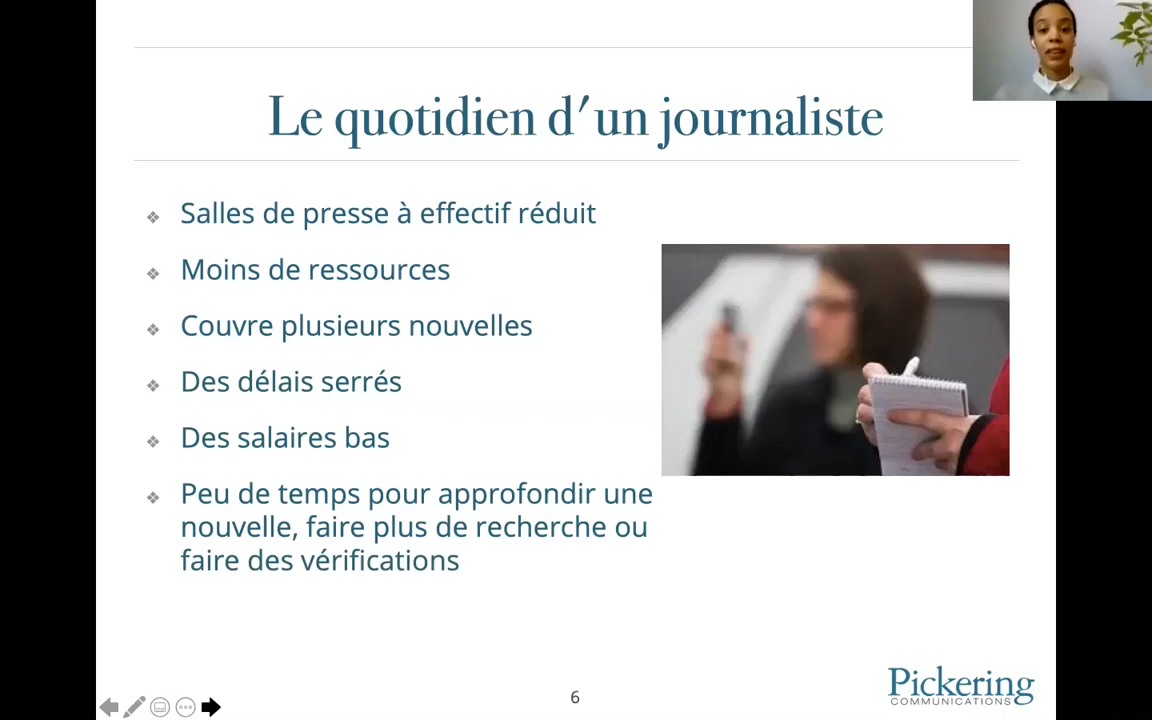 Le quotidien d'un journaliste
Salles de presse à effectif réduit
Moins de ressources
Couvre plusieurs nouvelles
Des délais serrés
Des salaires bas
Peu de temps pour approfondir une
nouvelle, faire plus de recherche ou
faire des vérifications
6
Pickering
COMMUNICATIONS